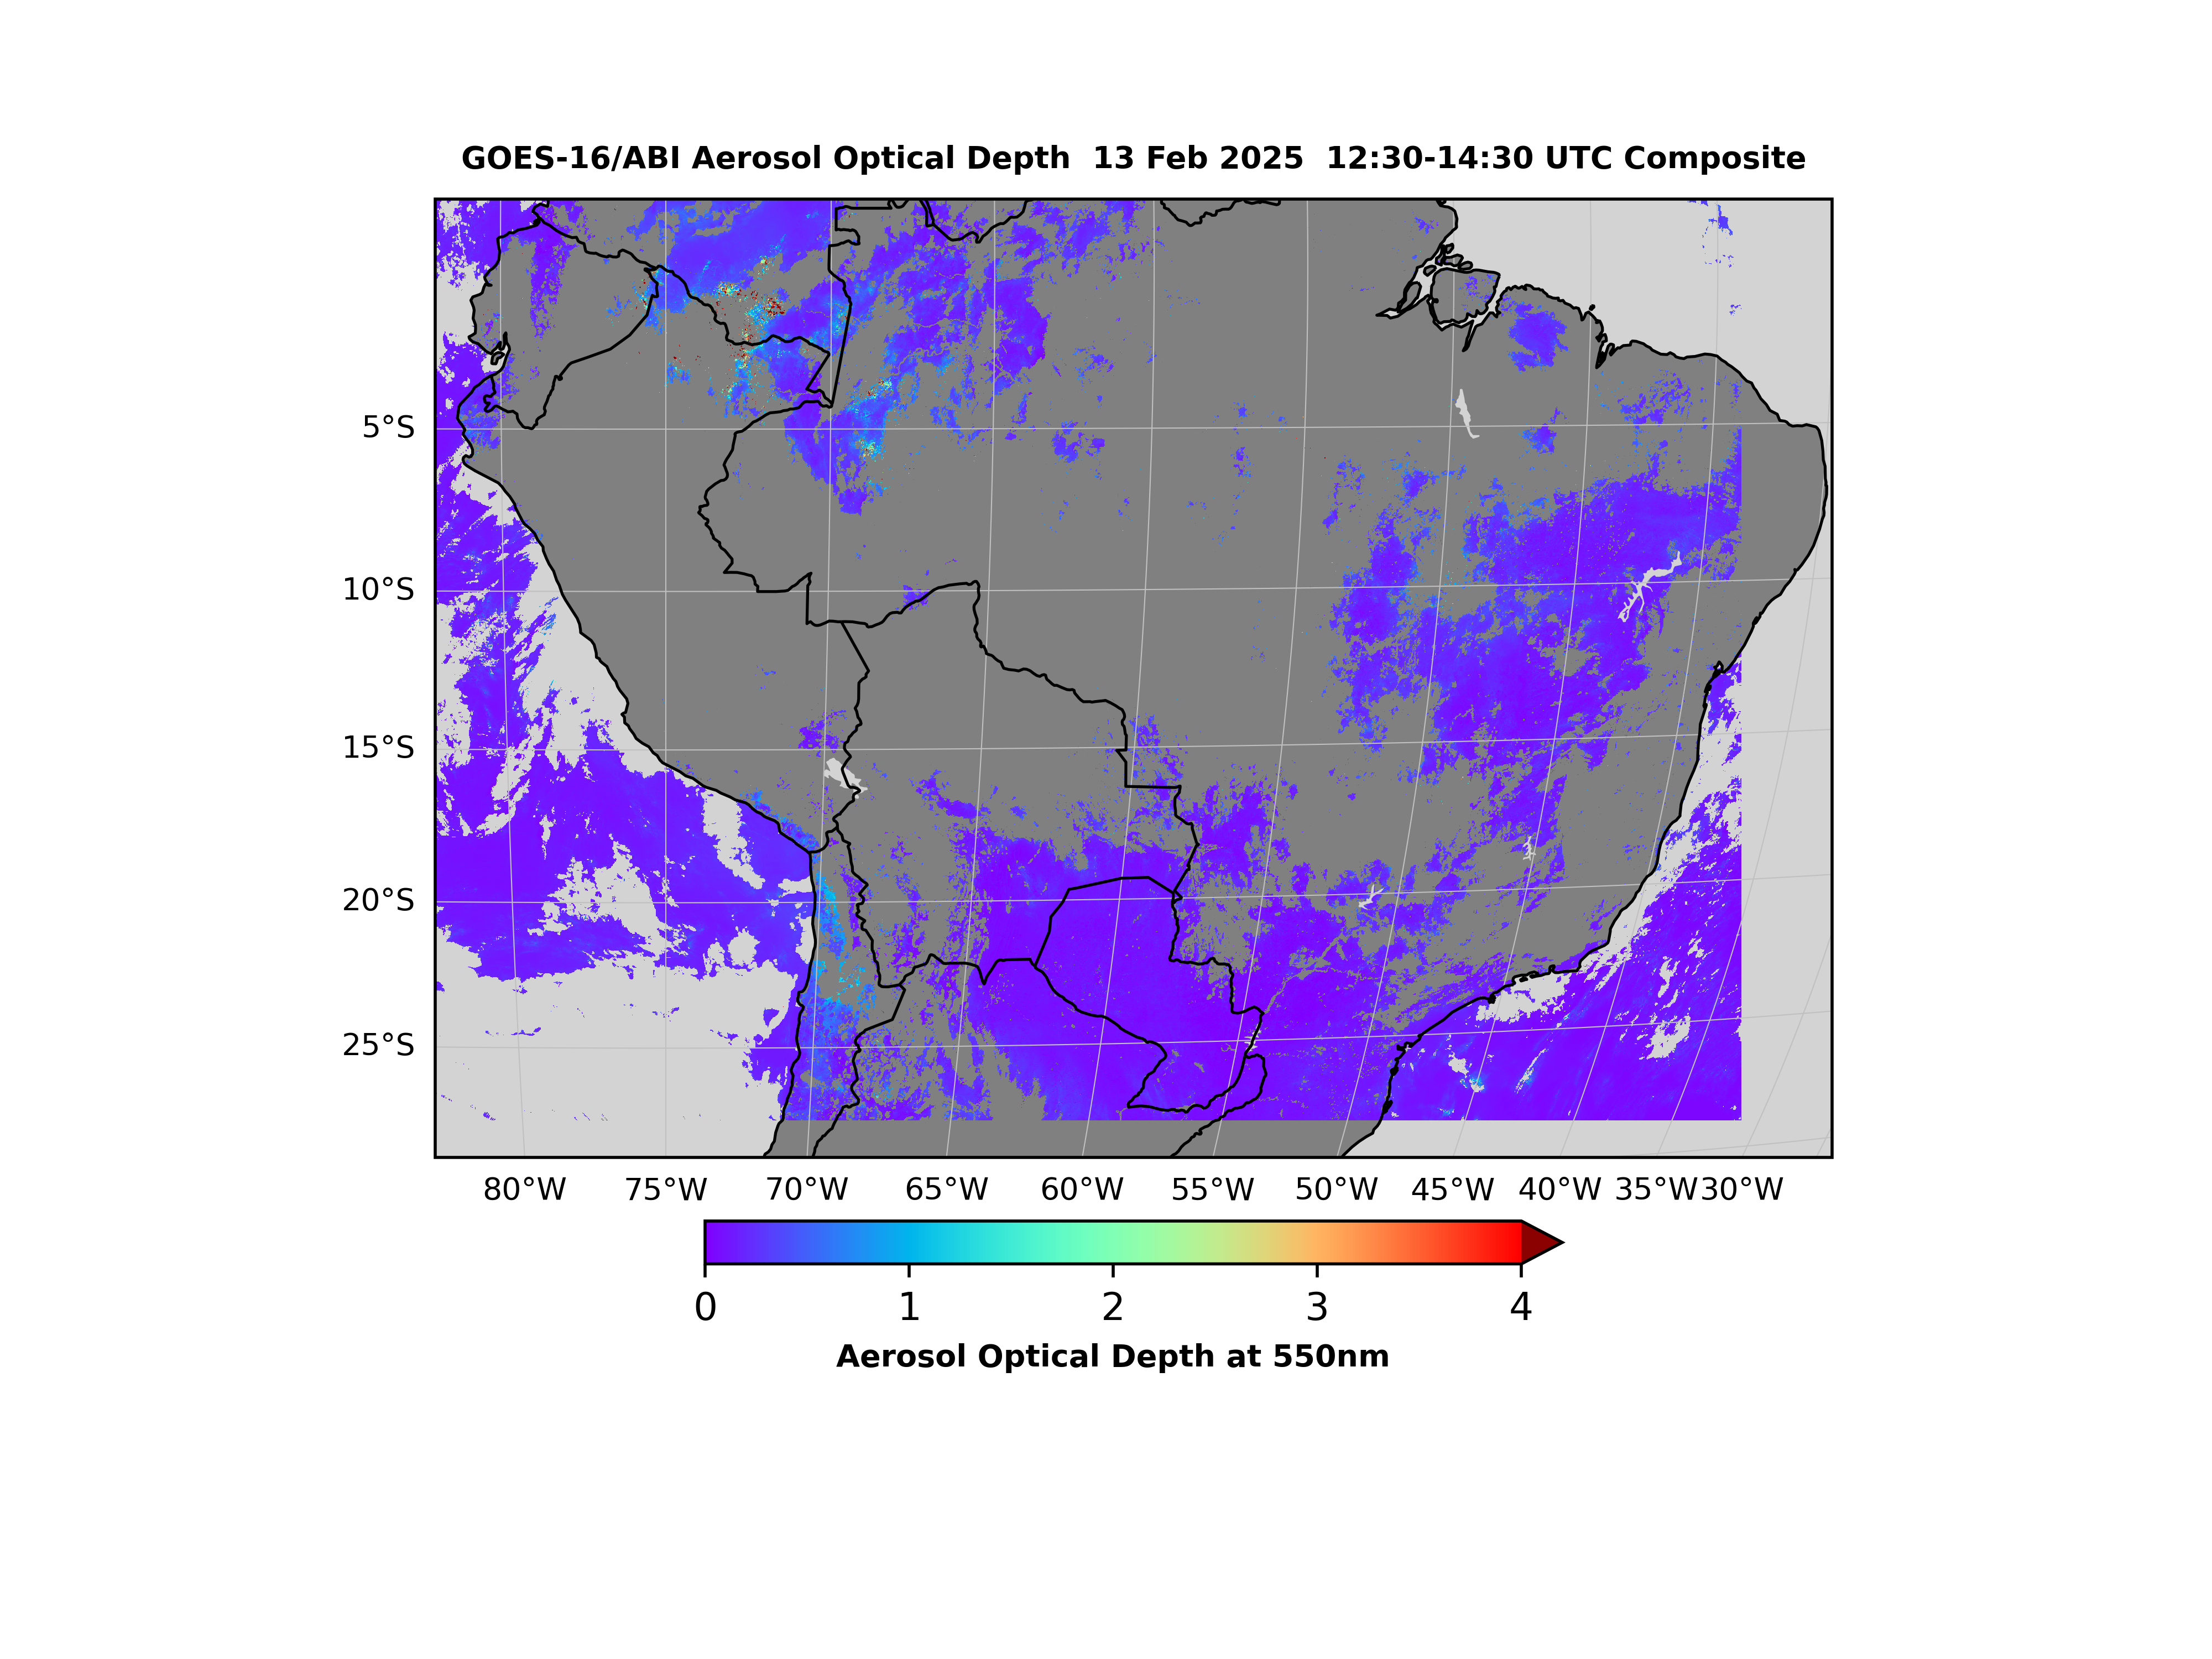 GOES-16/ABI Aerosol Optical Depth  13 Feb 2025  12:30-14:30 UTC Composite
5°S
10°S
15°S
20°S
25°S
80°W 75°W 70°W 65°W 60°W 55°W 50°W 45°W 40°W 35°W 30°W
0 1 2 3 4
Aerosol Optical Depth at 550nm